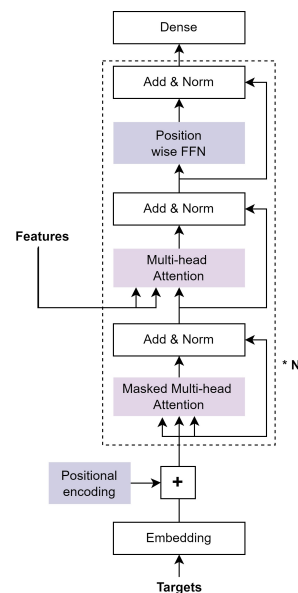 Dense
Add & Norm
Position
wise FFN
Add & Norm
Features
Multi-head
Attention
Add & Norm
* N
Masked Multi-head
Attention
Positional
encoding
+
Embedding
Targets